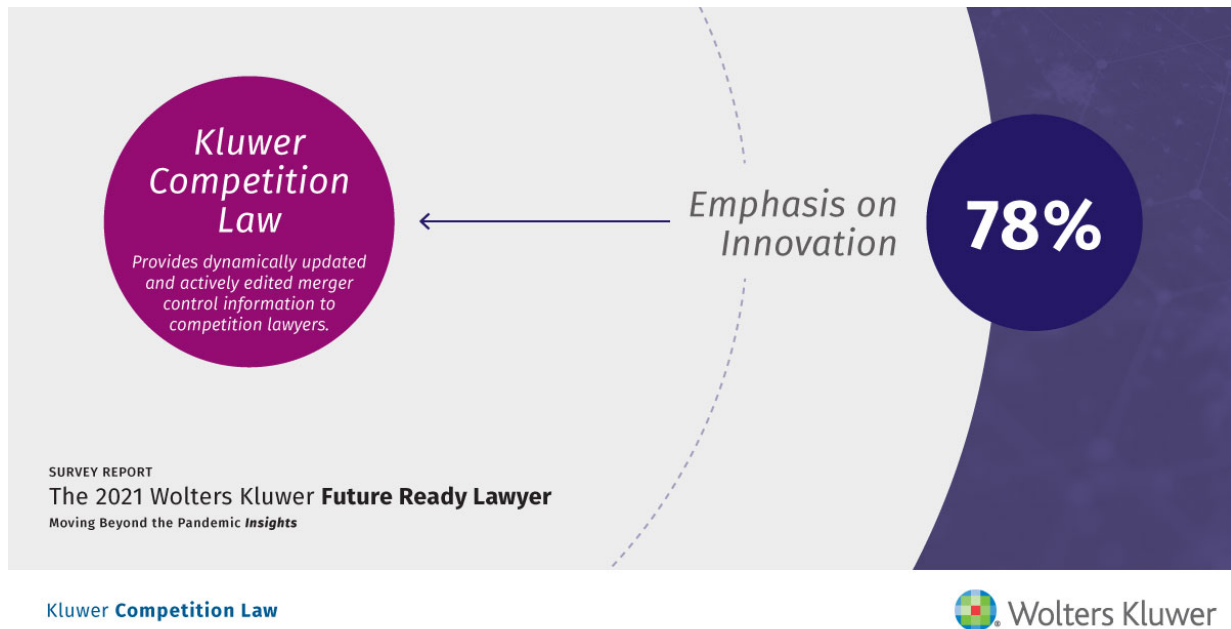 Kluwer
Competition
Law
Provides dynamically updated
and actively edited merger
control information to
competition lawyers.
Emphasis on
Innovation
78%
SURVEY REPORT
The 2021 Wolters Kluwer Future Ready Lawyer
Moving Beyond the Pandemic Insights
Kluwer Competition Law
Wolters Kluwer